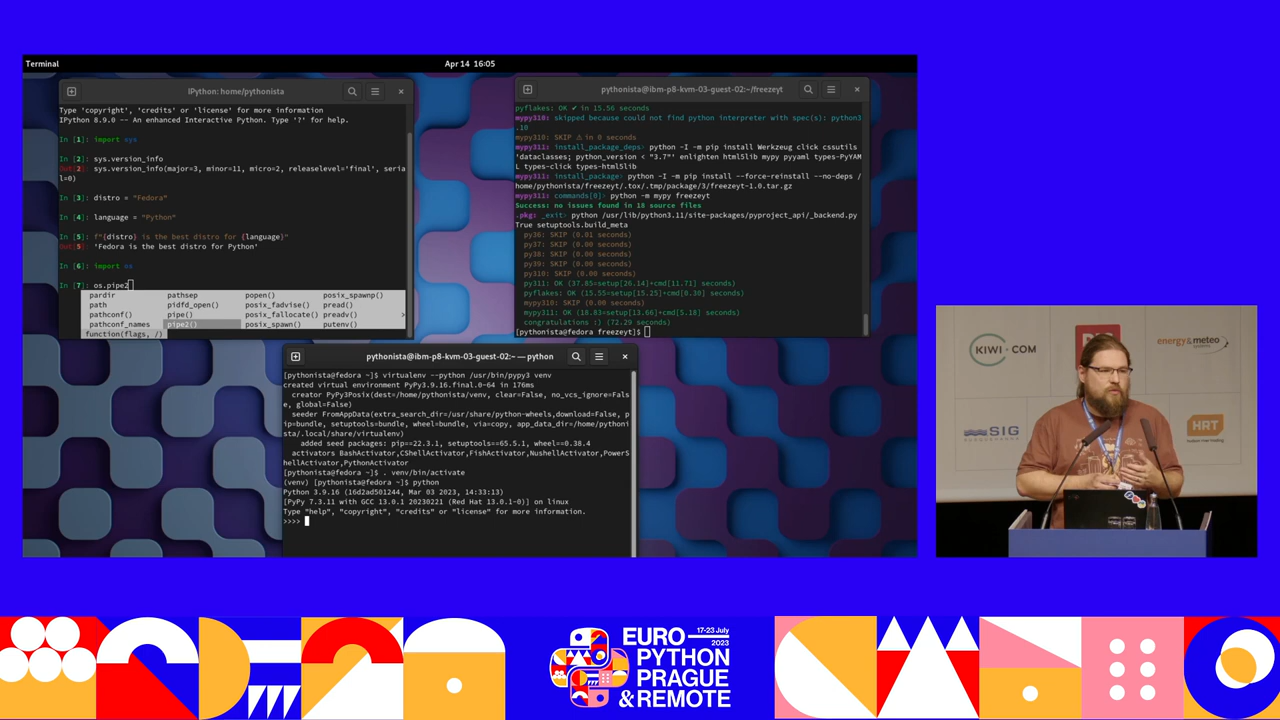 Terminal
Apr 14 16:05
IPython: home/pythonista
Type 'copyright', 'credits' or 'license' for more information
IPython 8.9.0 -- An enhanced Interactive Python. Type '?' for help.
In [1]: import sys
In [2]: sys.version_info
Out[2]: sys.version_info(major=3, minor=11, micro=2, releaselevel='final', seria
l=0)
In [3]: distro = "Fedora"
In [4]: language = "Python"
In [5]: f"{distro} is the best distro for {language}"
Out[5]: 'Fedora is the best distro for Python'
In [6]: import os
In [7]: os.pipe2
pardir pathsep popen() posix_spawnp()
path pidfd_open() posix_fadvise() pread()
pathconf() pipe() posix_fallocate() preadv() >
pathconf_names pipe2() posix_spawn() putenv()
function(flags, /)
pythonista@ibm-p8-kvm-03-guest-02:~/freezeyt
pyflakes: OK ✔ in 15.56 seconds
mypy310: skipped because could not find python interpreter with spec(s): python3
.10
mypy310: SKIP ⚠ in 0 seconds
mypy311: install_package_deps> python -I -m pip install Werkzeug click cssutils
'dataclasses; python_version < "3.7"' enlighten html5lib mypy pyyaml types-PyYAM
L types-click types-html5lib
mypy311: install_package> python -I -m pip install --force-reinstall --no-deps /
home/pythonista/freezeyt/.tox/.tmp/package/3/freezeyt-1.0.tar.gz
mypy311: commands[0]> python -m mypy freezeyt
Success: no issues found in 18 source files
.pkg: _exit> python /usr/lib/python3.11/site-packages/pyproject_api/_backend.py
True setuptools.build_meta
py36: SKIP (0.01 seconds)
py37: SKIP (0.00 seconds)
py38: SKIP (0.00 seconds)
py39: SKIP (0.00 seconds)
py310: SKIP (0.00 seconds)
py311: OK (37.85=setup[26.14]+cmd[11.71] seconds)
pyflakes: OK (15.55=setup[15.25]+cmd[0.30] seconds)
mypy310: SKIP (0.00 seconds)
mypy311: OK (18.83=setup[13.66]+cmd[5.18] seconds)
congratulations :) (72.29 seconds)
[pythonista@fedora freezeyt]$
pythonista@ibm-p8-kvm-03-guest-02:~ — python
[pythonista@fedora ~]$ virtualenv --python /usr/bin/pypy3 venv
created virtual environment PyPy3.9.16.final.0-64 in 176ms
creator PyPy3Posix(dest=/home/pythonista/venv, clear=False, no_vcs_ignore=Fals
e, global=False)
seeder FromAppData(extra_search_dir=/usr/share/python-wheels,download=False, p
ip=bundle, setuptools=bundle, wheel=bundle, via=copy, app_data_dir=/home/pythoni
sta/.local/share/virtualenv)
added seed packages: pip==22.3.1, setuptools==65.5.1, wheel==0.38.4
activators BashActivator,CShellActivator,FishActivator,NushellActivator,PowerS
hellActivator,PythonActivator
[pythonista@fedora ~]$ . venv/bin/activate
(venv) [pythonista@fedora ~]$ python
Python 3.9.16 (16d2ad501244, Mar 03 2023, 14:33:13)
[PyPy 7.3.11 with GCC 13.0.1 20230221 (Red Hat 13.0.1-0)] on linux
Type "help", "copyright", "credits" or "license" for more information.
>>>>
KIWI·COM
energy&meteo
SIG
HRT
EURO
17-23 July
2023
PYTHON
PRAGUE
&REMOTE